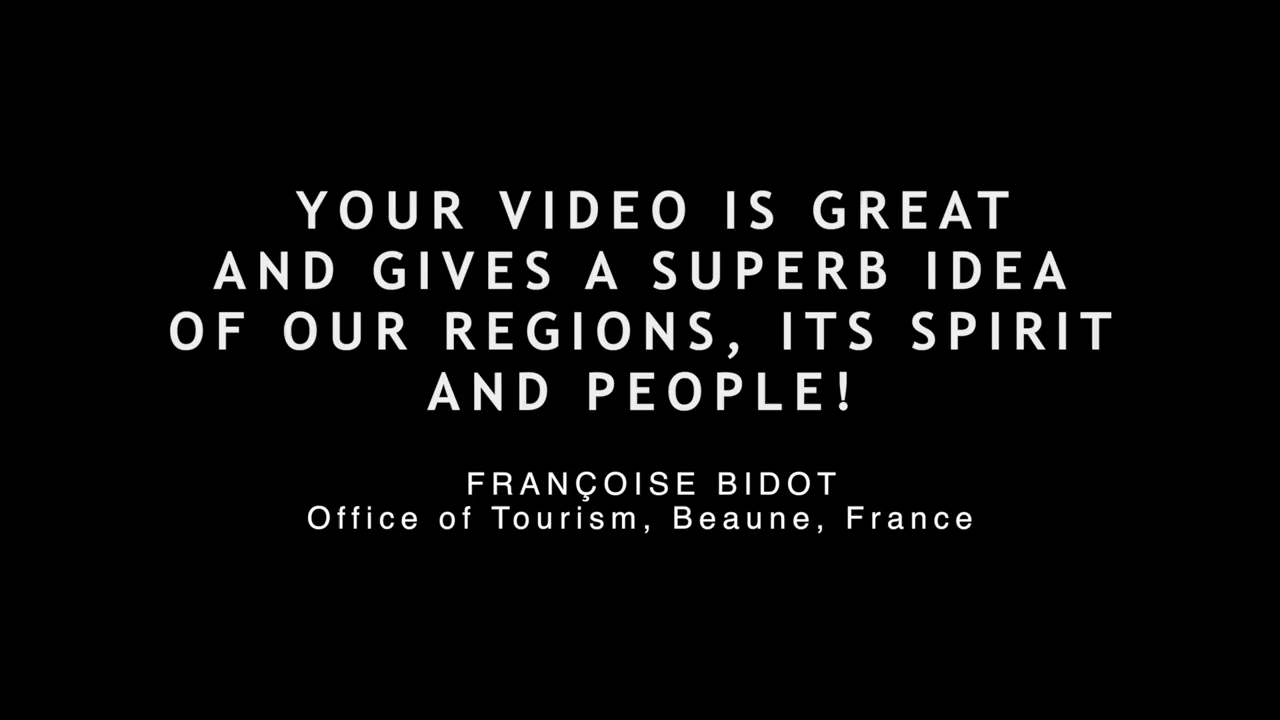 YOUR VIDEO IS GREAT
AND GIVES A SUPERB IDEA
OF OUR REGIONS, ITS SPIRIT
AND PEOPLE!
FRANÇOISE BIDOT
Office of Tourism, Beaune, France